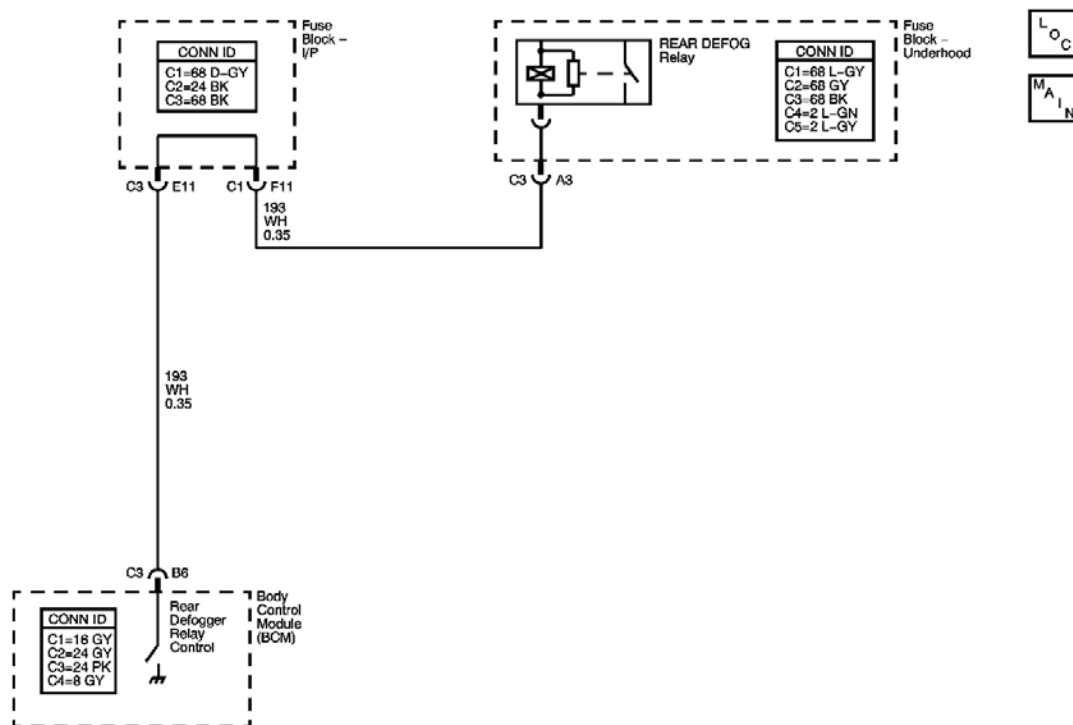 Fuse
Block –
I/P
CONN ID
C1=68 D–GY
C2=24 BK
C3=68 BK
C3 E11
C1 F11
193
WH
0.35
REAR DEFOG
Relay
CONN ID
C1=68 L–GY
C2=68 GY
C3=68 BK
C4=2 L–GN
C5=2 L–GY
Fuse
Block –
Underhood
C3 A3
LOC
MAIN
193
WH
0.35
C3 B6
CONN ID
C1=16 GY
C2=24 GY
C3=24 PK
C4=8 GY
Rear
Defogger
Relay
Control
Body
Control
Module
(BCM)